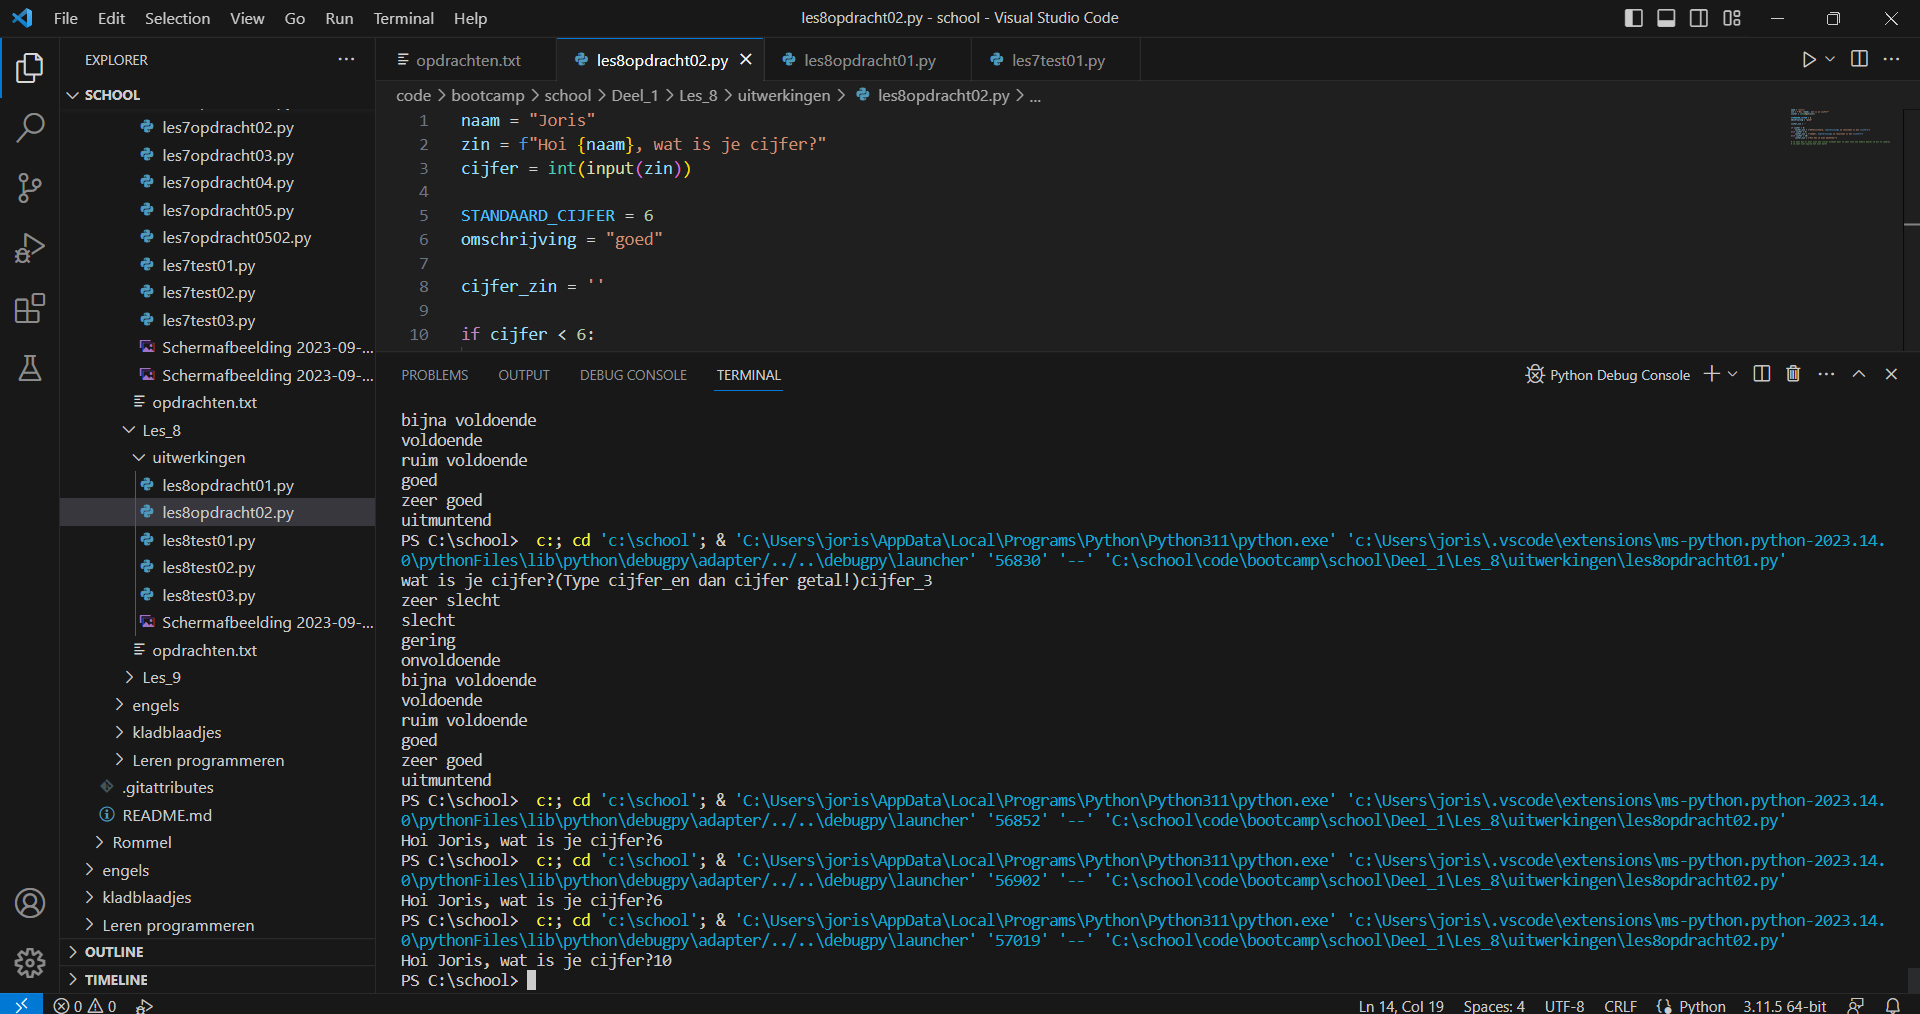 File Edit Selection View Go Run Terminal Help
les8opdracht02.py - school - Visual Studio Code
EXPLORER
SCHOOL
les7opdracht02.py
les7opdracht03.py
les7opdracht04.py
les7opdracht05.py
les7opdracht0502.py
les7test01.py
les7test02.py
les7test03.py
Schermafbeelding 2023-09-...
Schermafbeelding 2023-09-...
opdrachten.txt
Les_8
uitwerkingen
les8opdracht01.py
les8opdracht02.py
les8test01.py
les8test02.py
les8test03.py
Schermafbeelding 2023-09-...
opdrachten.txt
Les_9
engels
kladblaadjes
Leren programmeren
.gitattributes
README.md
Rommel
engels
kladblaadjes
Leren programmeren
OUTLINE
TIMELINE
opdrachten.txt les8opdracht02.py les8opdracht01.py les7test01.py
code > bootcamp > school > Deel_1 > Les_8 > uitwerkingen > les8opdracht02.py > ...
1 naam = "Joris"
2 zin = f"Hoi {naam}, wat is je cijfer?"
3 cijfer = int(input(zin))
4
5 STANDAARD_CIJFER = 6
6 omschrijving = "goed"
7
8 cijfer_zin = ''
9
10 if cijfer < 6:
PROBLEMS OUTPUT DEBUG CONSOLE TERMINAL
Python Debug Console
bijna voldoende
voldoende
ruim voldoende
goed
zeer goed
uitmuntend
PS C:\school>  c:; cd 'c:\school'; & 'C:\Users\joris\AppData\Local\Programs\Python\Python311\python.exe' 'c:\Users\joris\.vscode\extensions\ms-python.python-2023.14.
0\pythonFiles\lib\python\debugpy\adapter/../..\debugpy\launcher' '56830' '--' 'C:\school\code\bootcamp\school\Deel_1\Les_8\uitwerkingen\les8opdracht01.py'
wat is je cijfer?(Type cijfer_en dan cijfer getal!)cijfer_3
zeer slecht
slecht
gering
onvoldoende
bijna voldoende
voldoende
ruim voldoende
goed
zeer goed
uitmuntend
PS C:\school>  c:; cd 'c:\school'; & 'C:\Users\joris\AppData\Local\Programs\Python\Python311\python.exe' 'c:\Users\joris\.vscode\extensions\ms-python.python-2023.14.
0\pythonFiles\lib\python\debugpy\adapter/../..\debugpy\launcher' '56852' '--' 'C:\school\code\bootcamp\school\Deel_1\Les_8\uitwerkingen\les8opdracht02.py'
Hoi Joris, wat is je cijfer?6
PS C:\school>  c:; cd 'c:\school'; & 'C:\Users\joris\AppData\Local\Programs\Python\Python311\python.exe' 'c:\Users\joris\.vscode\extensions\ms-python.python-2023.14.
0\pythonFiles\lib\python\debugpy\adapter/../..\debugpy\launcher' '56902' '--' 'C:\school\code\bootcamp\school\Deel_1\Les_8\uitwerkingen\les8opdracht02.py'
Hoi Joris, wat is je cijfer?6
PS C:\school>  c:; cd 'c:\school'; & 'C:\Users\joris\AppData\Local\Programs\Python\Python311\python.exe' 'c:\Users\joris\.vscode\extensions\ms-python.python-2023.14.
0\pythonFiles\lib\python\debugpy\adapter/../..\debugpy\launcher' '57019' '--' 'C:\school\code\bootcamp\school\Deel_1\Les_8\uitwerkingen\les8opdracht02.py'
Hoi Joris, wat is je cijfer?10
PS C:\school>
0 0
Ln 14, Col 19 Spaces: 4 UTF-8 CRLF Python 3.11.5 64-bit